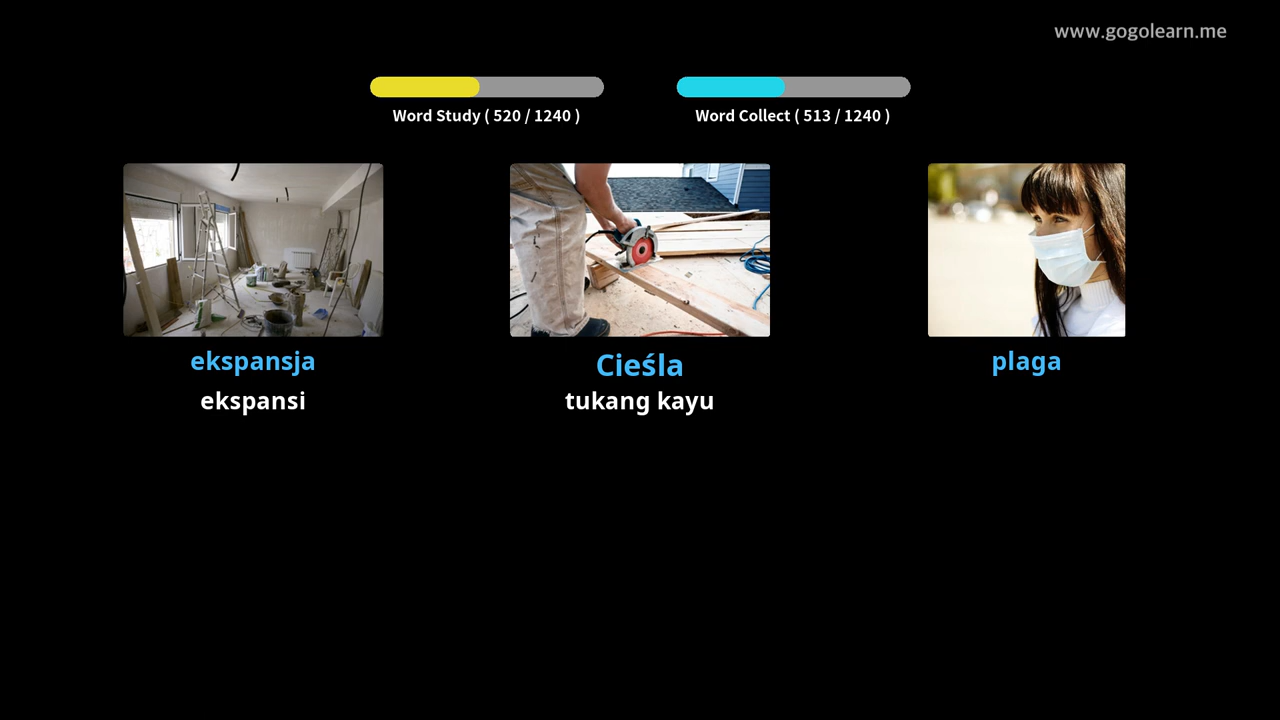 www.gogolearn.me
Word Study ( 520 / 1240 )
Word Collect ( 513 / 1240 )
ekspansja
ekspansi
Cieśla
tukang kayu
plaga